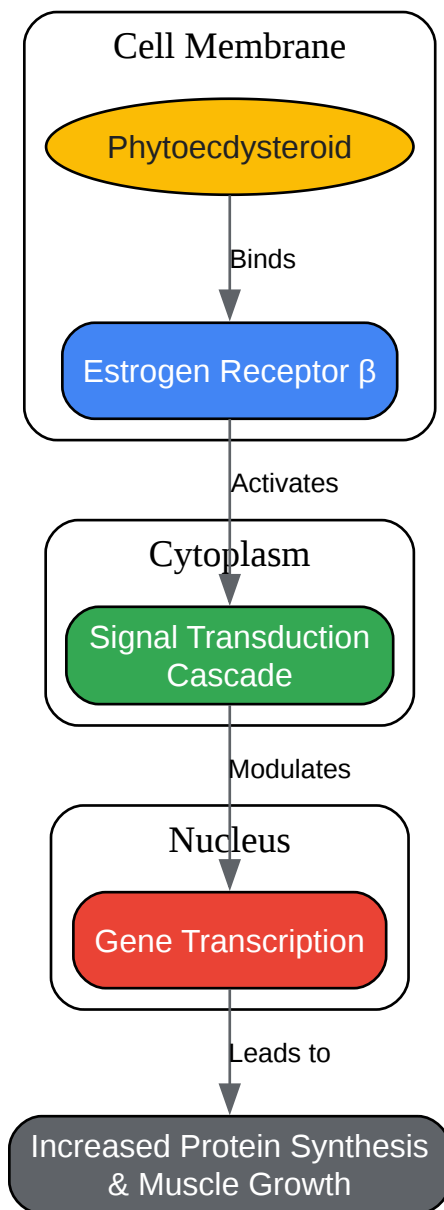 Cell Membrane
Phytoecdysteroid
Binds
Estrogen Receptor β
Activates
Cytoplasm
Signal Transduction
Cascade
Modulates
Nucleus
Gene Transcription
Leads to
Increased Protein Synthesis
& Muscle Growth